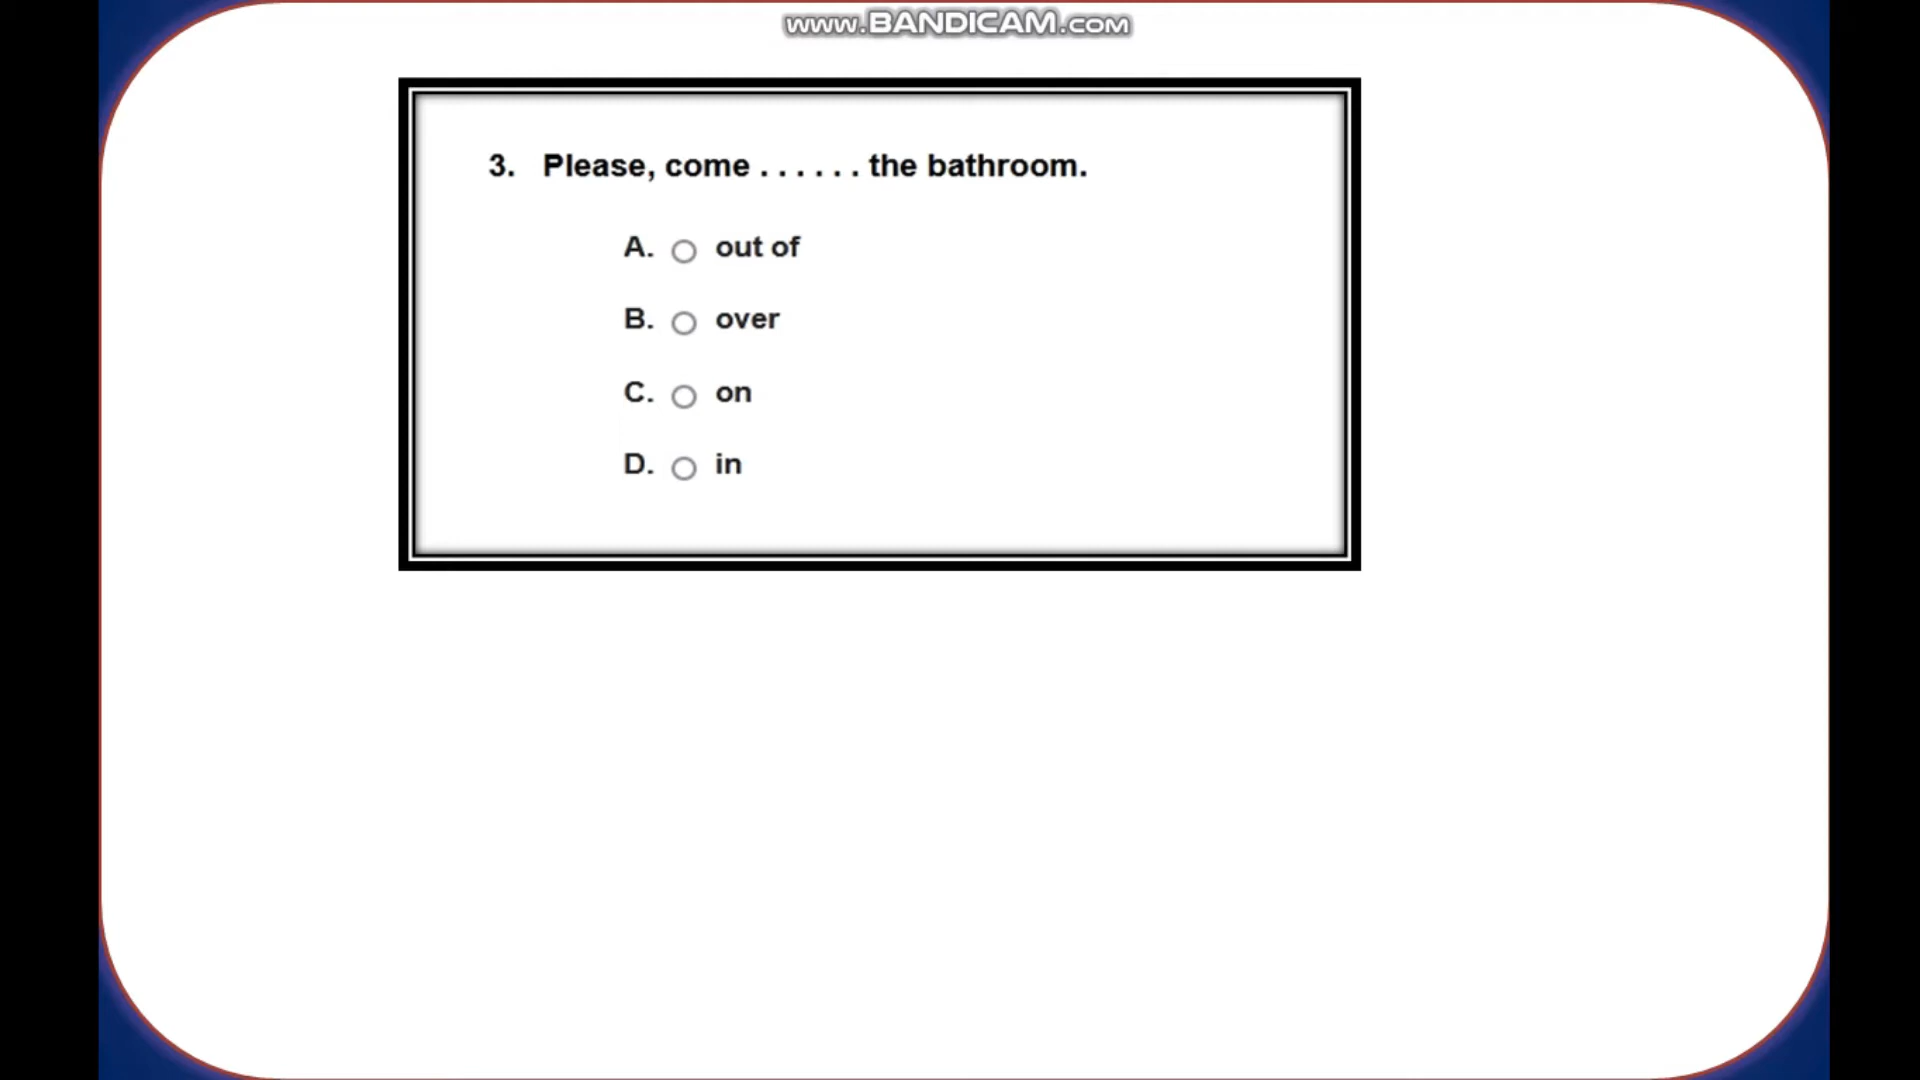 www.BANDICAM.com
3. Please, come . . . . . . the bathroom.
A. out of
B. over
C. on
D. in